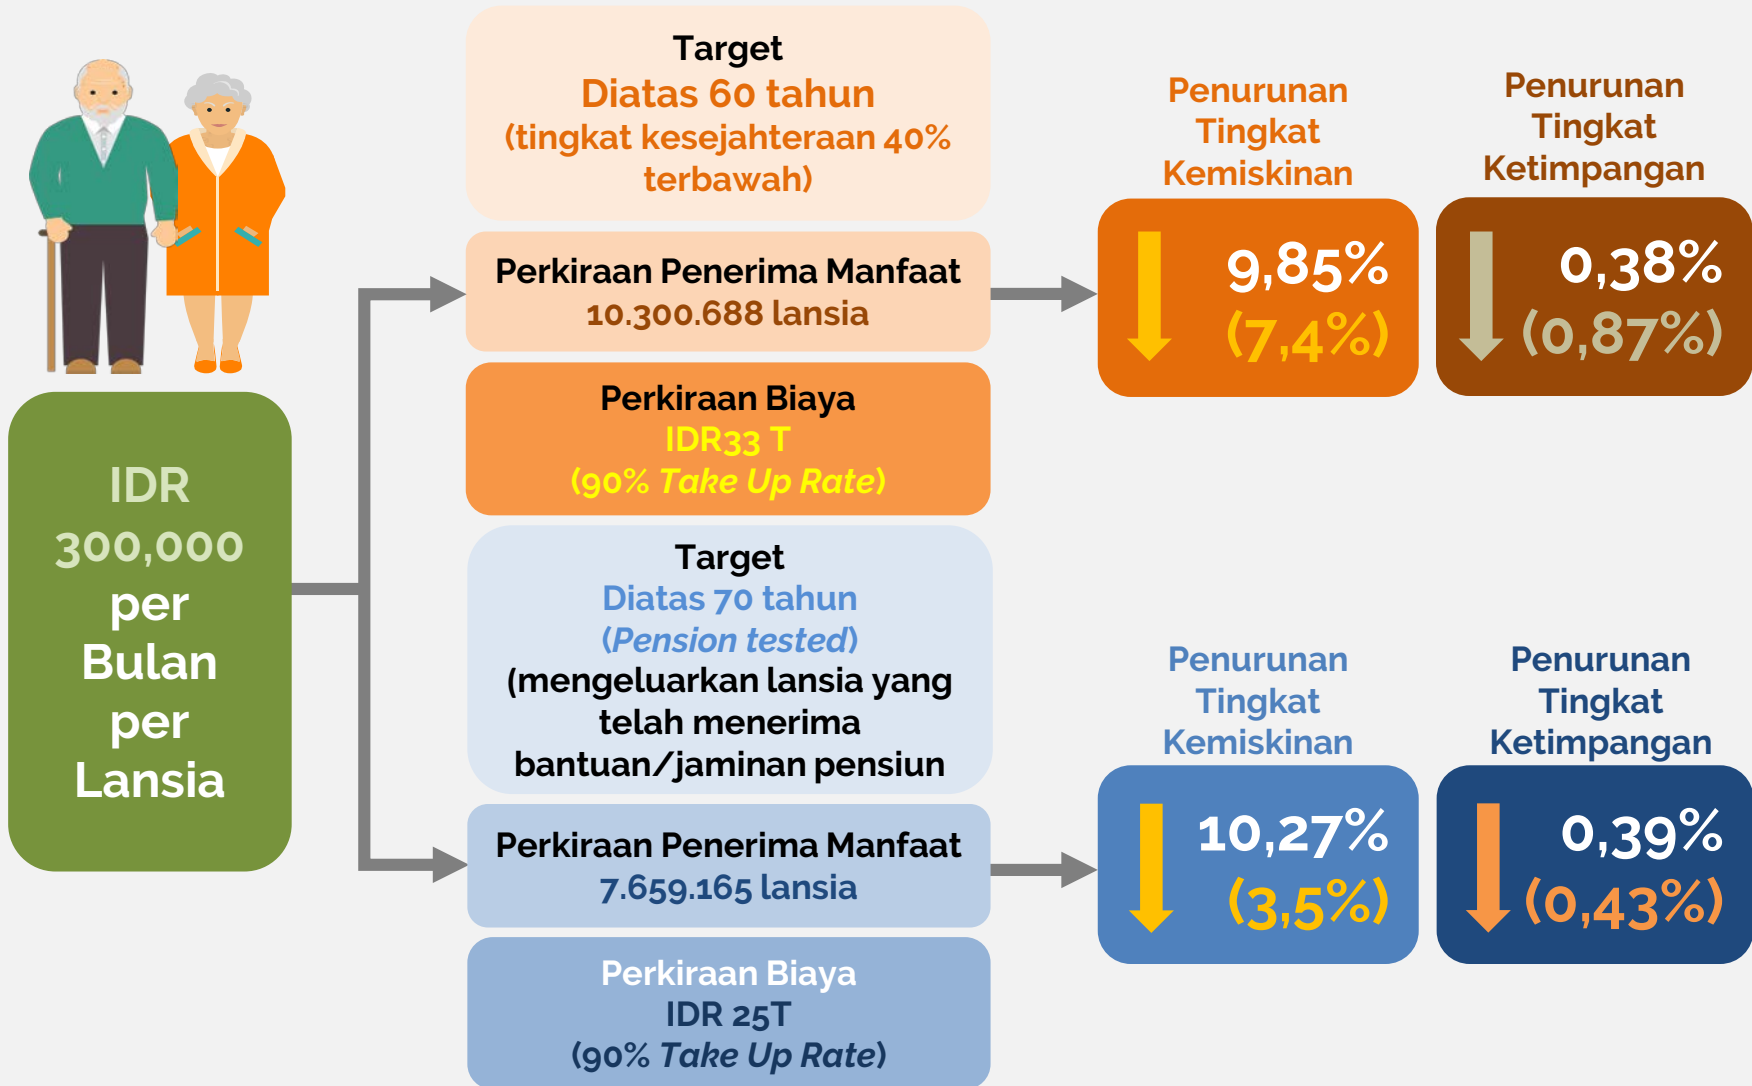 IDR
300,000
per
Bulan
per
Lansia
Target
Diatas 60 tahun
(tingkat kesejahteraan 40%
terbawah)
Perkiraan Penerima Manfaat
10.300.688 lansia
Perkiraan Biaya
IDR33 T
(90% Take Up Rate)
Penurunan
Tingkat
Kemiskinan
9,85%
(7,4%)
Penurunan
Tingkat
Ketimpangan
0,38%
(0,87%)
Target
Diatas 70 tahun
(Pension tested)
(mengeluarkan lansia yang
telah menerima
bantuan/jaminan pensiun
Perkiraan Penerima Manfaat
7.659.165 lansia
Perkiraan Biaya
IDR 25T
(90% Take Up Rate)
Penurunan
Tingkat
Kemiskinan
10,27%
(3,5%)
Penurunan
Tingkat
Ketimpangan
0,39%
(0,43%)